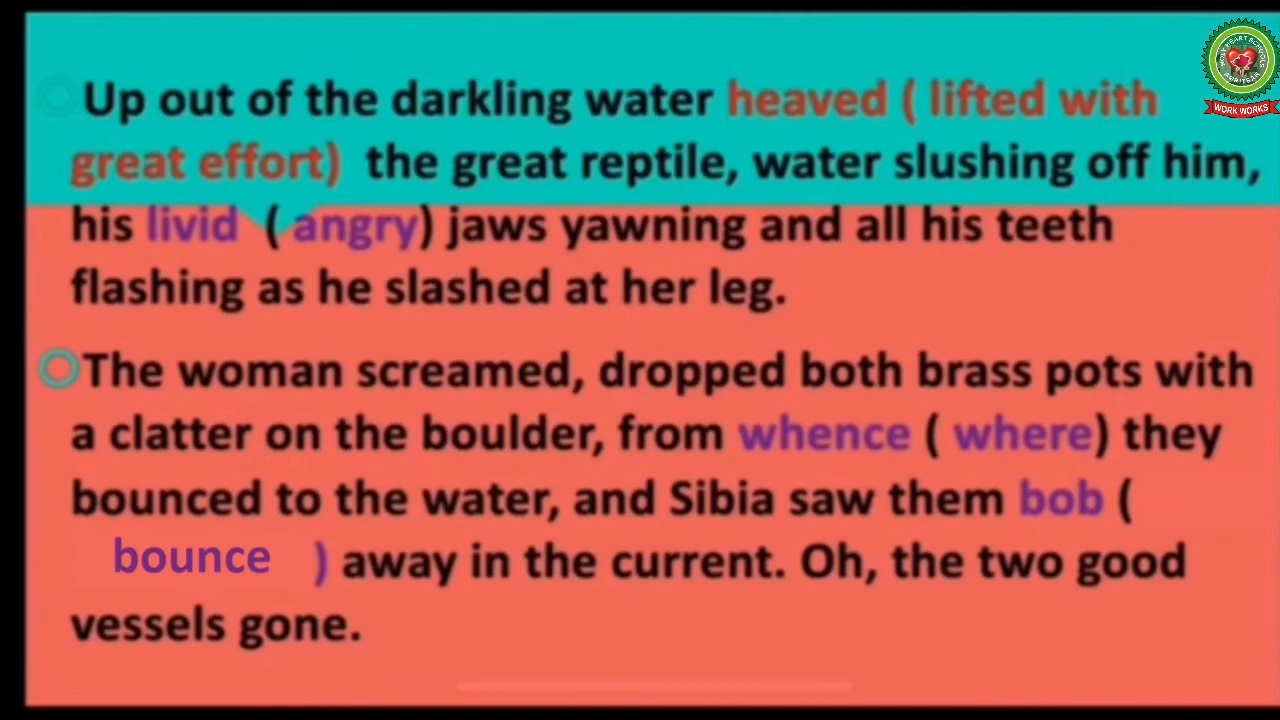 Up out of the darkling water heaved ( lifted with
great effort) the great reptile, water slushing off him,
his livid ( angry) jaws yawning and all his teeth
flashing as he slashed at her leg.
The woman screamed, dropped both brass pots with
a clatter on the boulder, from whence ( where) they
bounced to the water, and Sibia saw them bob (
bounce ) away in the current. Oh, the two good
vessels gone.
WORK WORKS